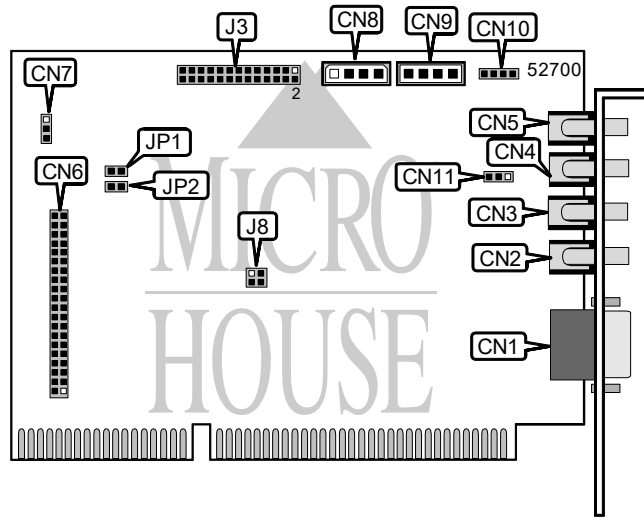 J3
CN8
CN9
CN10
CN7
2
52700
CN5
JP1
CN4
CN6
JP2
CN11
CN3
MICRO
J8
CN2
HOUSE
CN1